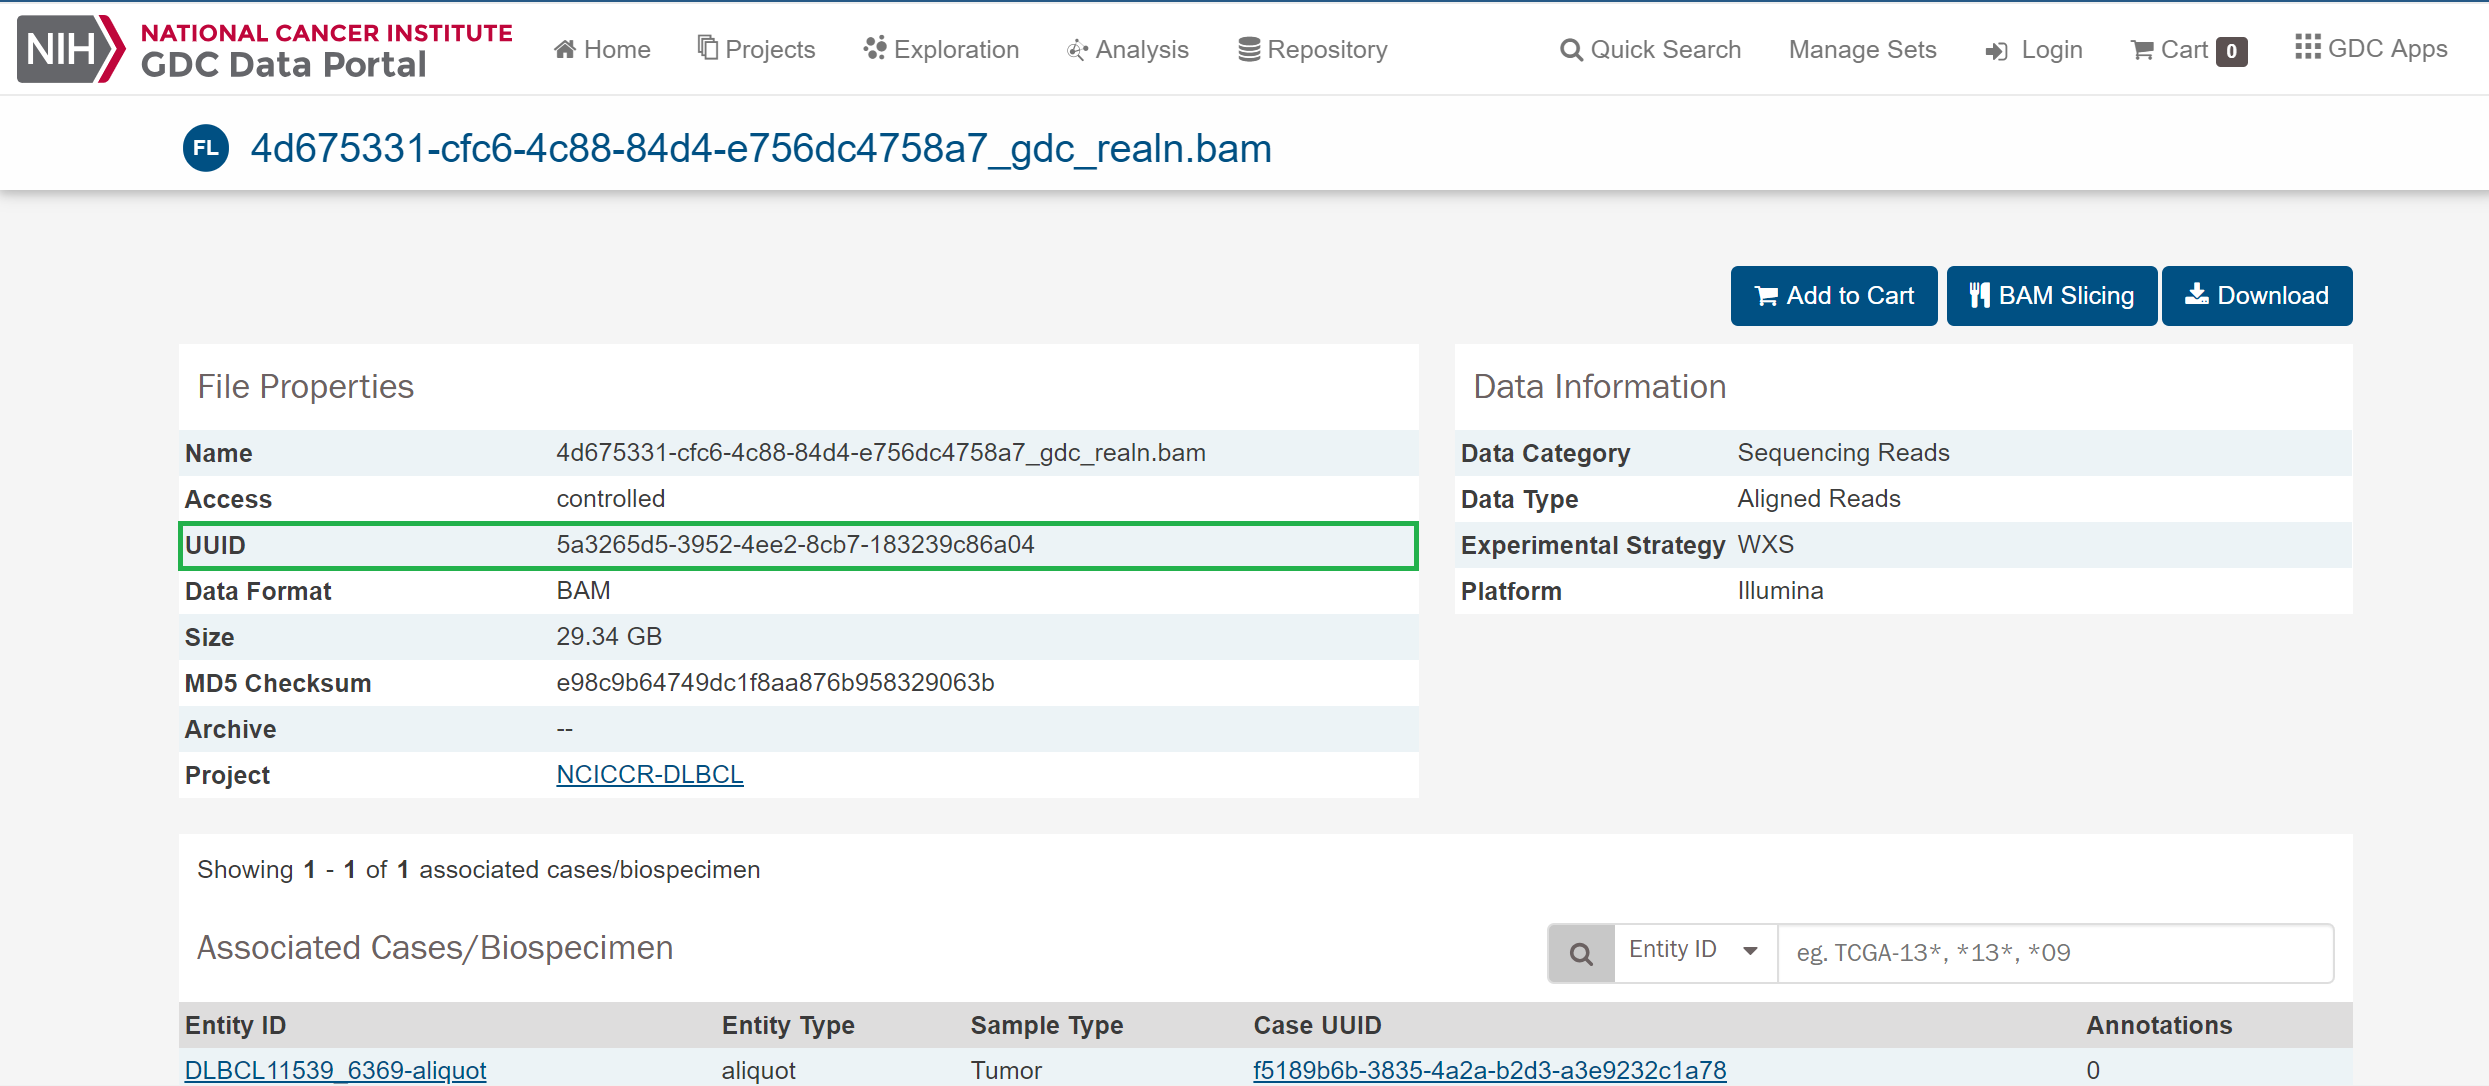 NIH NATIONAL CANCER INSTITUTE
GDC Data Portal
Home Projects Exploration Analysis Repository Quick Search Manage Sets Login Cart 0 GDC Apps
FL 4d675331-cfc6-4c88-84d4-e756dc4758a7_gdc_realn.bam
Add to Cart BAM Slicing Download
File Properties
Name 4d675331-cfc6-4c88-84d4-e756dc4758a7_gdc_realn.bam
Access controlled
UUID 5a3265d5-3952-4ee2-8cb7-183239c86a04
Data Format BAM
Size 29.34 GB
MD5 Checksum e98c9b64749dc1f8aa876b958329063b
Archive --
Project NCICCR-DLBCL
Data Information
Data Category Sequencing Reads
Data Type Aligned Reads
Experimental Strategy WXS
Platform Illumina
Showing 1 - 1 of 1 associated cases/biospecimen
Associated Cases/Biospecimen
Entity ID eg. TCGA-13*, *13*, *09
Entity ID Entity Type Sample Type Case UUID Annotations
DLBCL11539_6369-aliquot aliquot Tumor f5189b6b-3835-4a2a-b2d3-a3e9232c1a78 0